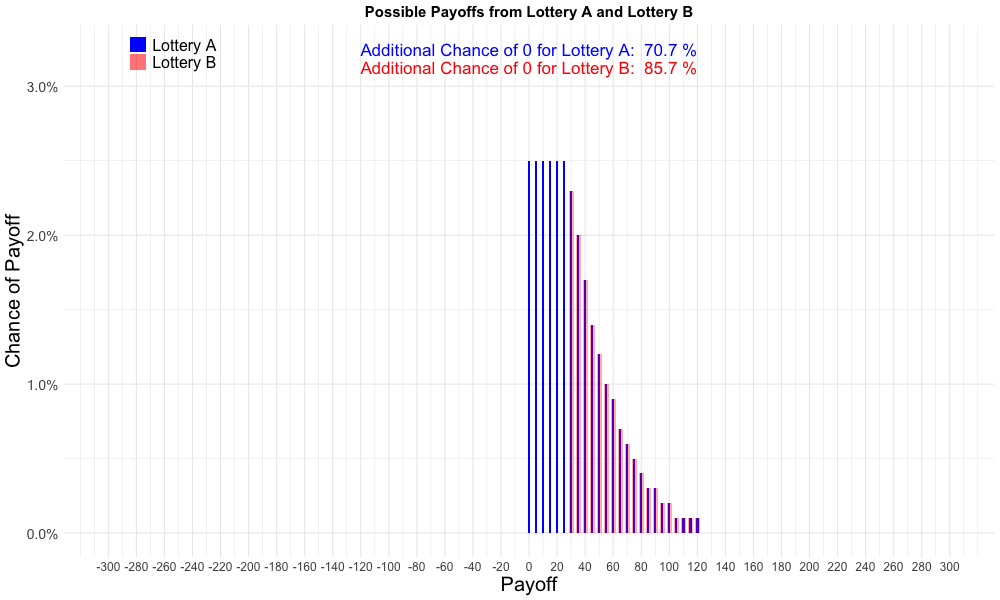 Possible Payoffs from Lottery A and Lottery B
Lottery A
Lottery B
Additional Chance of 0 for Lottery A: 70.7 %
Additional Chance of 0 for Lottery B: 85.7 %
Chance of Payoff
3.0%
2.0%
1.0%
0.0%
-300 -280 -260 -240 -220 -200 -180 -160 -140 -120 -100 -80 -60 -40 -20 0 20 40 60 80 100 120 140 160 180 200 220 240 260 280 300
Payoff